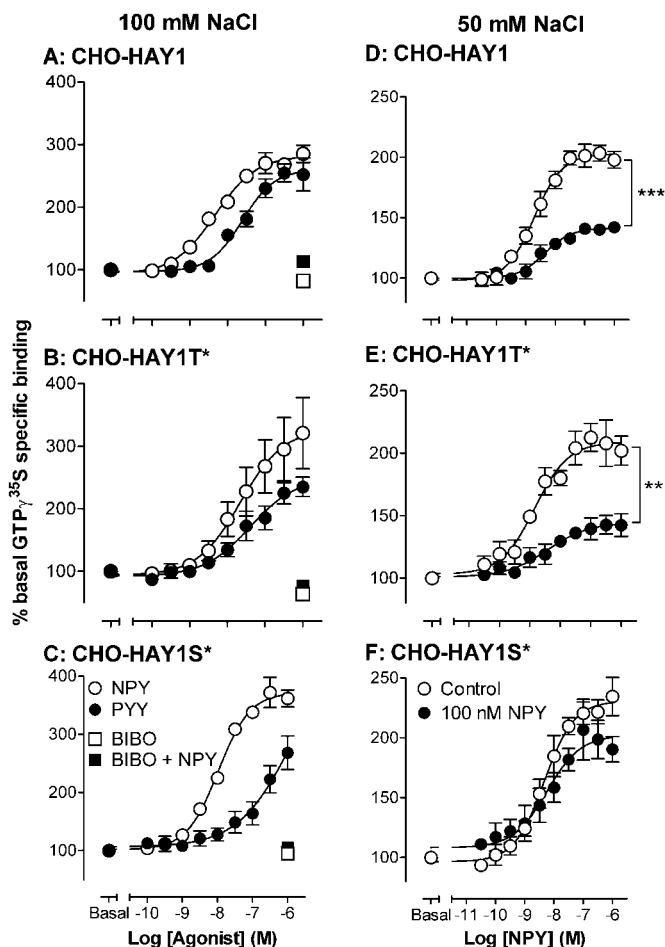 100 mM NaCl
50 mM NaCl
A: CHO-HAY1
D: CHO-HAY1
400
300
200
100
250
200
150
100
***
B: CHO-HAY1T*
E: CHO-HAY1T*
400
300
200
100
250
200
150
100
**
% basal GTPγ³⁵S specific binding
C: CHO-HAY1S*
F: CHO-HAY1S*
400
300
200
100
NPY
PYY
BIBO
BIBO + NPY
250
200
150
100
Control
100 nM NPY
Basal -10 -9 -8 -7 -6
Basal -11 -10 -9 -8 -7 -6
Log [Agonist] (M)
Log [NPY] (M)